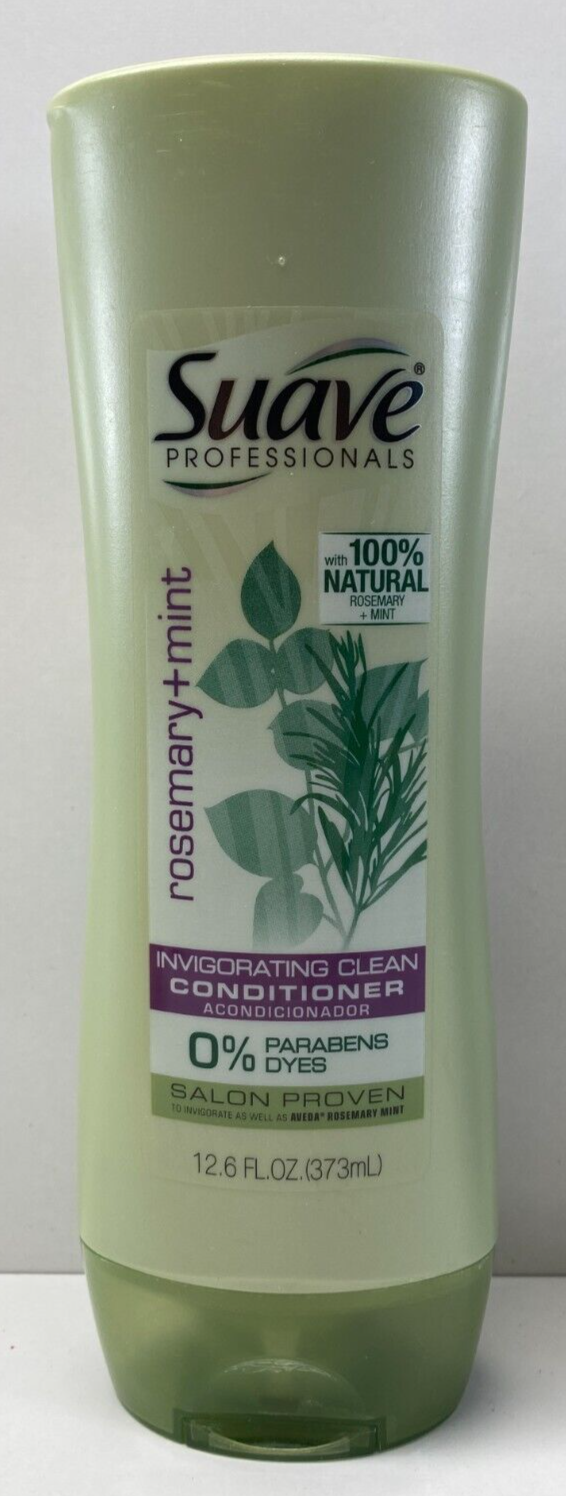 Suave®
PROFESSIONALS
with 100%
NATURAL
ROSEMARY
+ MINT
rosemary+mint
INVIGORATING CLEAN
CONDITIONER
ACONDICIONADOR
0% PARABENS
DYES
SALON PROVEN
TO INVIGORATE AS WELL AS AVEDA® ROSEMARY MINT
12.6 FL.OZ.(373mL)